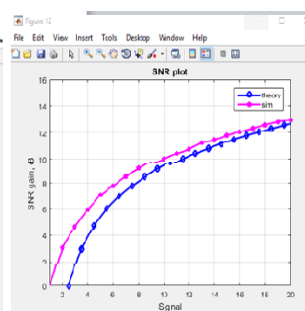 Figure 12
File Edit View Insert Tools Desktop Window Help
SNR plot
theory
sim
SNR gain, dB
16
14
12
10
8
6
4
2
0
2 4 6 8 10 12 14 16 18 20
Signal